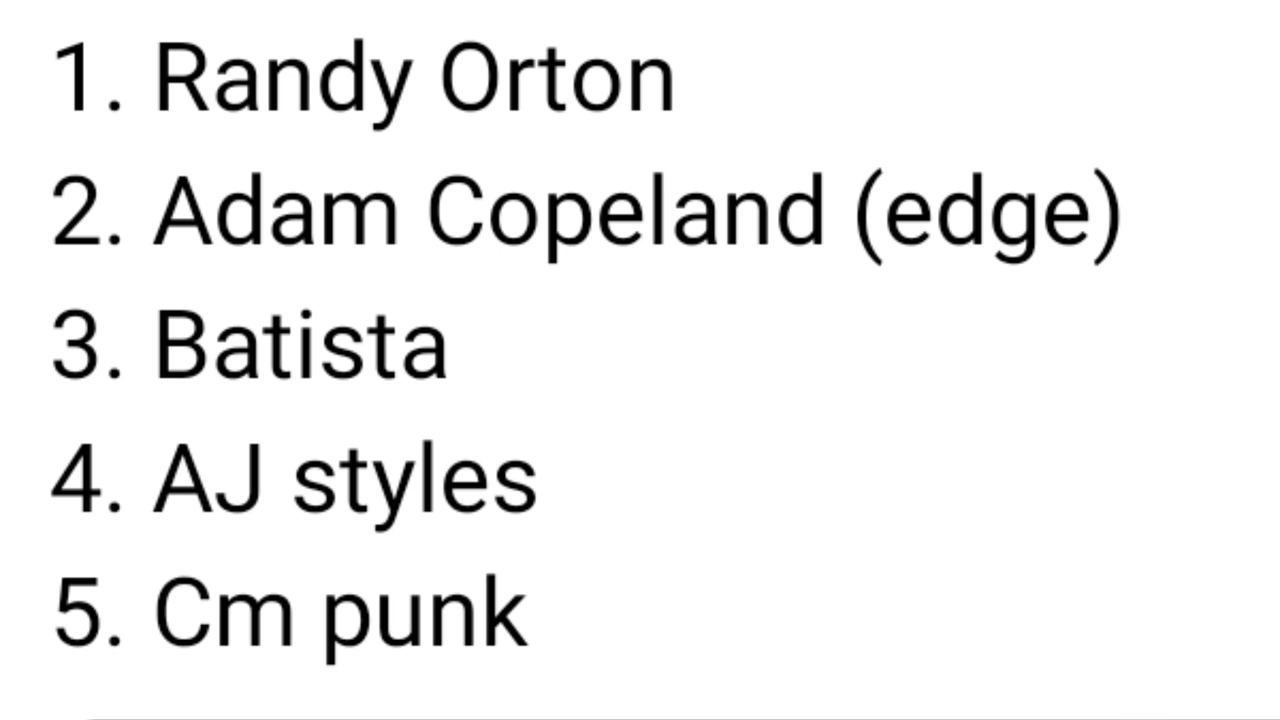 1. Randy Orton
2. Adam Copeland (edge)
3. Batista
4. AJ styles
5. Cm punk